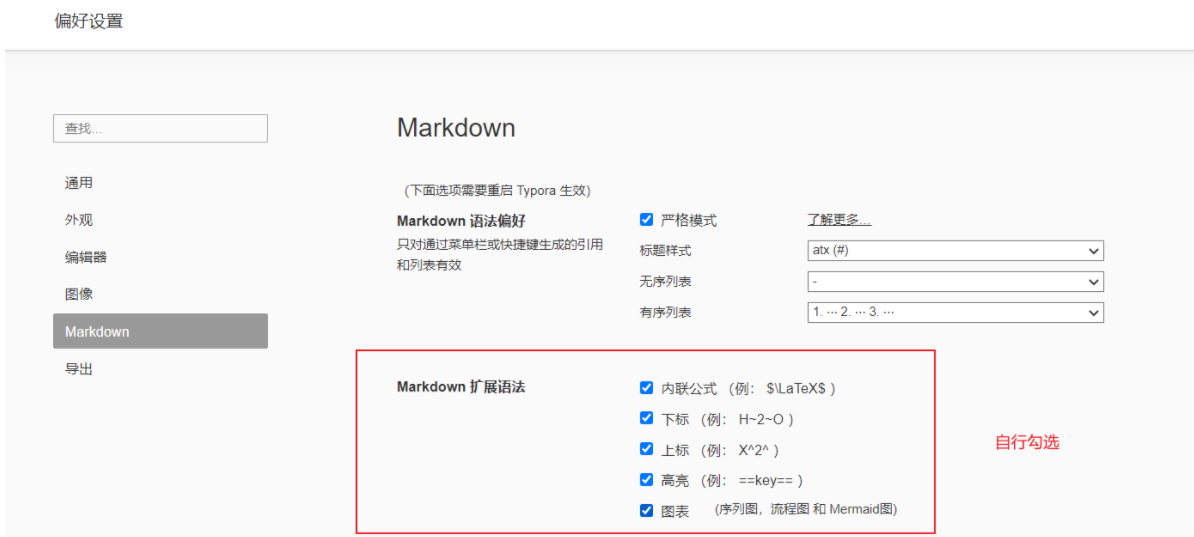 偏好设置
查找...
通用
外观
编辑器
图像
Markdown
导出
Markdown
(下面选项需要重启 Typora 生效)
Markdown 语法偏好
只对通过菜单栏或快捷键生成的引用
和列表有效
严格模式 了解更多...
标题样式 atx (#)
无序列表 -
有序列表 1. ··· 2. ··· 3. ···
Markdown 扩展语法
内联公式 (例: $\LaTeX$ )
下标 (例: H~2~O )
上标 (例: X^2^ )
高亮 (例: ==key== )
图表 (序列图, 流程图 和 Mermaid图)
自行勾选